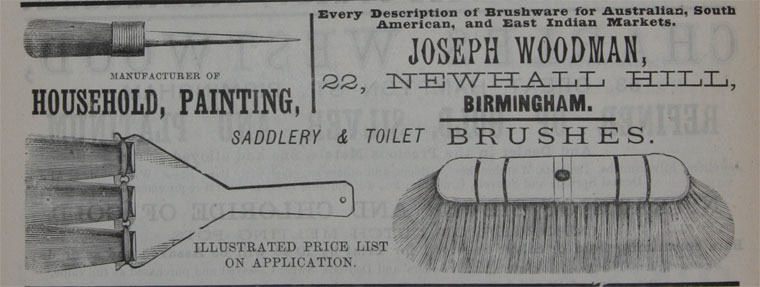 Every Description of Brushware for Australian, South
American, and East Indian Markets.
JOSEPH WOODMAN,
22, NEWHALL HILL,
BIRMINGHAM.
MANUFACTURER OF
HOUSEHOLD, PAINTING,
SADDLERY & TOILET BRUSHES.
ILLUSTRATED PRICE LIST
ON APPLICATION.